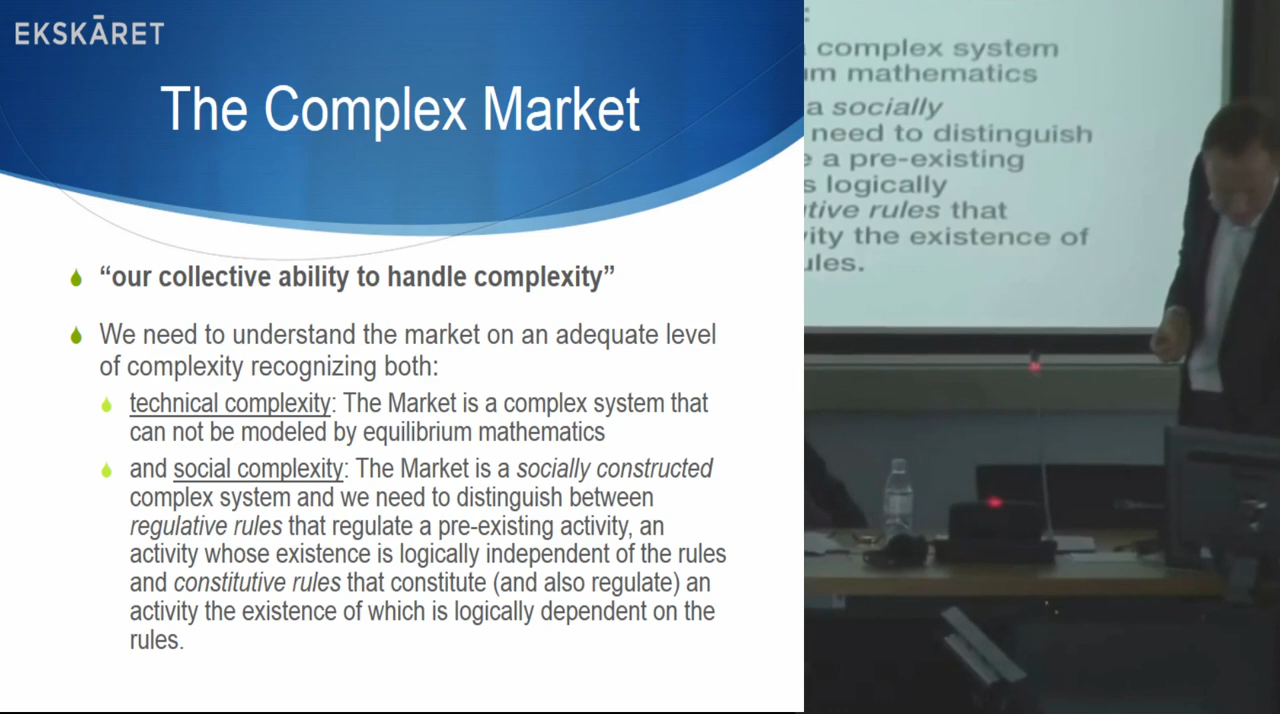 EKSKĀRET
The Complex Market
“our collective ability to handle complexity”
We need to understand the market on an adequate level
of complexity recognizing both:
technical complexity: The Market is a complex system that
can not be modeled by equilibrium mathematics
and social complexity: The Market is a socially constructed
complex system and we need to distinguish between
regulative rules that regulate a pre-existing activity, an
activity whose existence is logically independent of the rules
and constitutive rules that constitute (and also regulate) an
activity the existence of which is logically dependent on the
rules.
complex system
mathematics
a socially
need to distinguish
a pre-existing
logically
rules that
the existence of